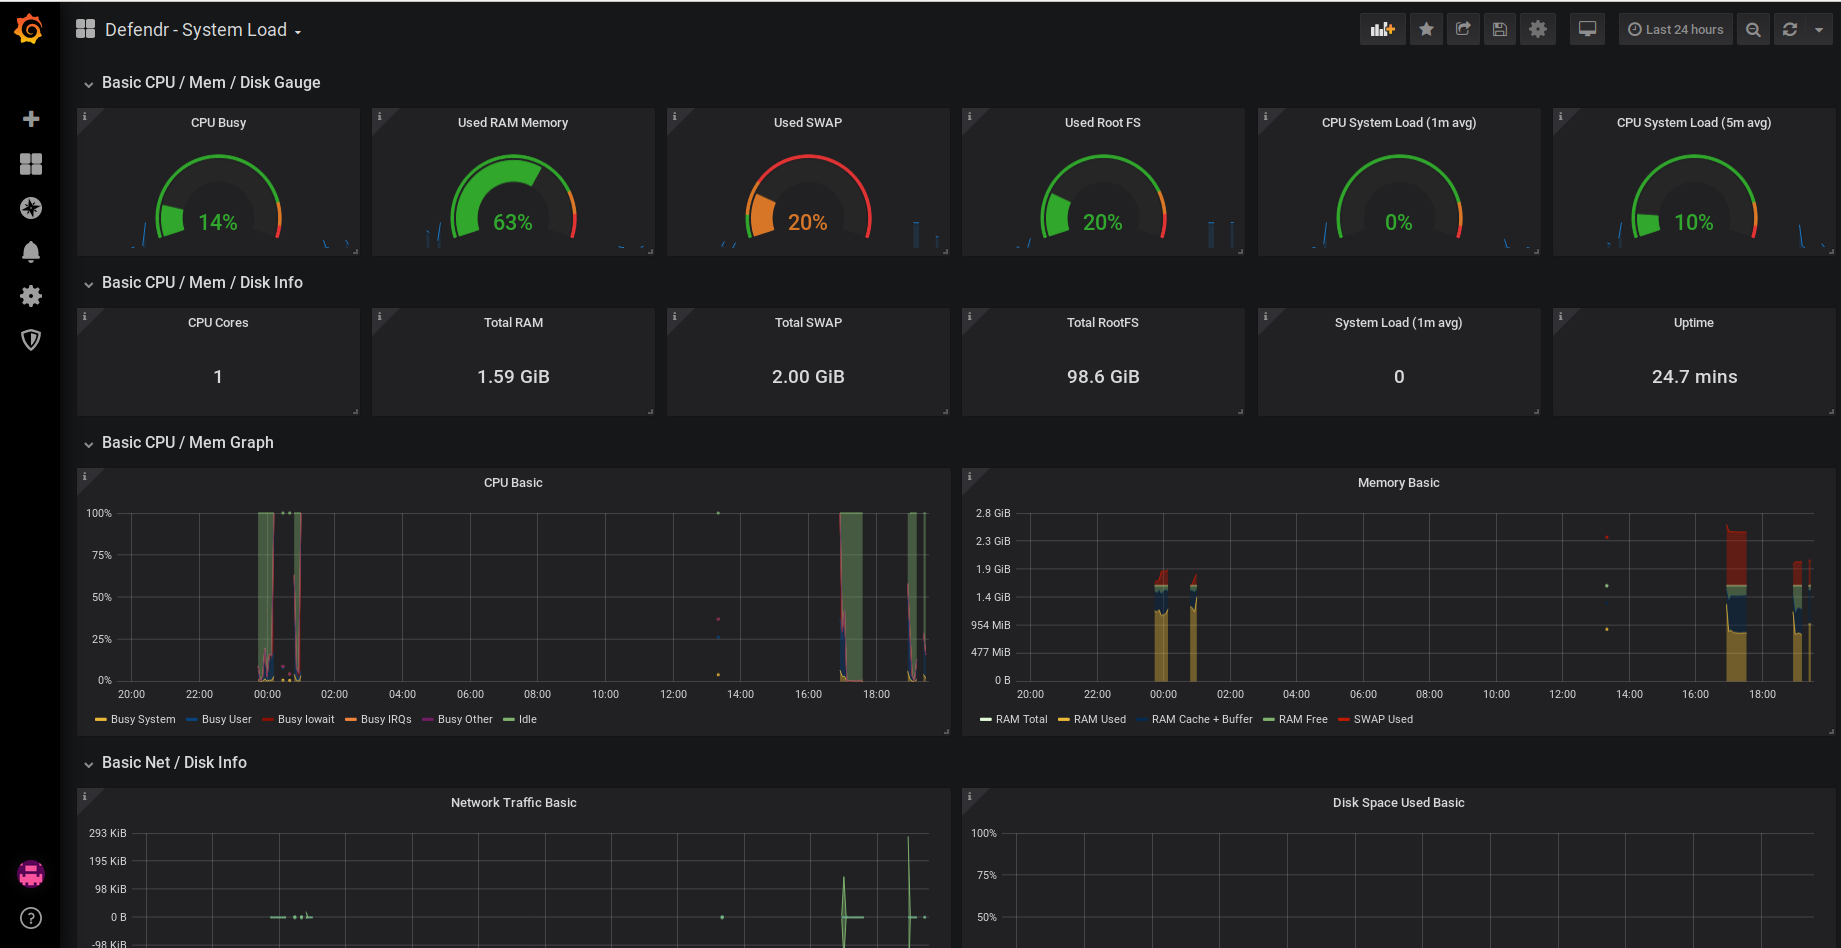 Defendr - System Load
Last 24 hours
Basic CPU / Mem / Disk Gauge
CPU Busy
Used RAM Memory
Used SWAP
Used Root FS
CPU System Load (1m avg)
CPU System Load (5m avg)
14%
63%
20%
20%
0%
10%
Basic CPU / Mem / Disk Info
CPU Cores
Total RAM
Total SWAP
Total RootFS
System Load (1m avg)
Uptime
1
1.59 GiB
2.00 GiB
98.6 GiB
0
24.7 mins
Basic CPU / Mem Graph
CPU Basic
100%
75%
50%
25%
0%
20:00 22:00 00:00 02:00 04:00 06:00 08:00 10:00 12:00 14:00 16:00 18:00
Busy System Busy User Busy Iowait Busy IRQs Busy Other Idle
Memory Basic
2.8 GiB
2.3 GiB
1.9 GiB
1.4 GiB
954 MiB
477 MiB
0 B
20:00 22:00 00:00 02:00 04:00 06:00 08:00 10:00 12:00 14:00 16:00 18:00
RAM Total RAM Used RAM Cache + Buffer RAM Free SWAP Used
Basic Net / Disk Info
Network Traffic Basic
293 KiB
195 KiB
98 KiB
0 B
-98 KiB
Disk Space Used Basic
100%
75%
50%